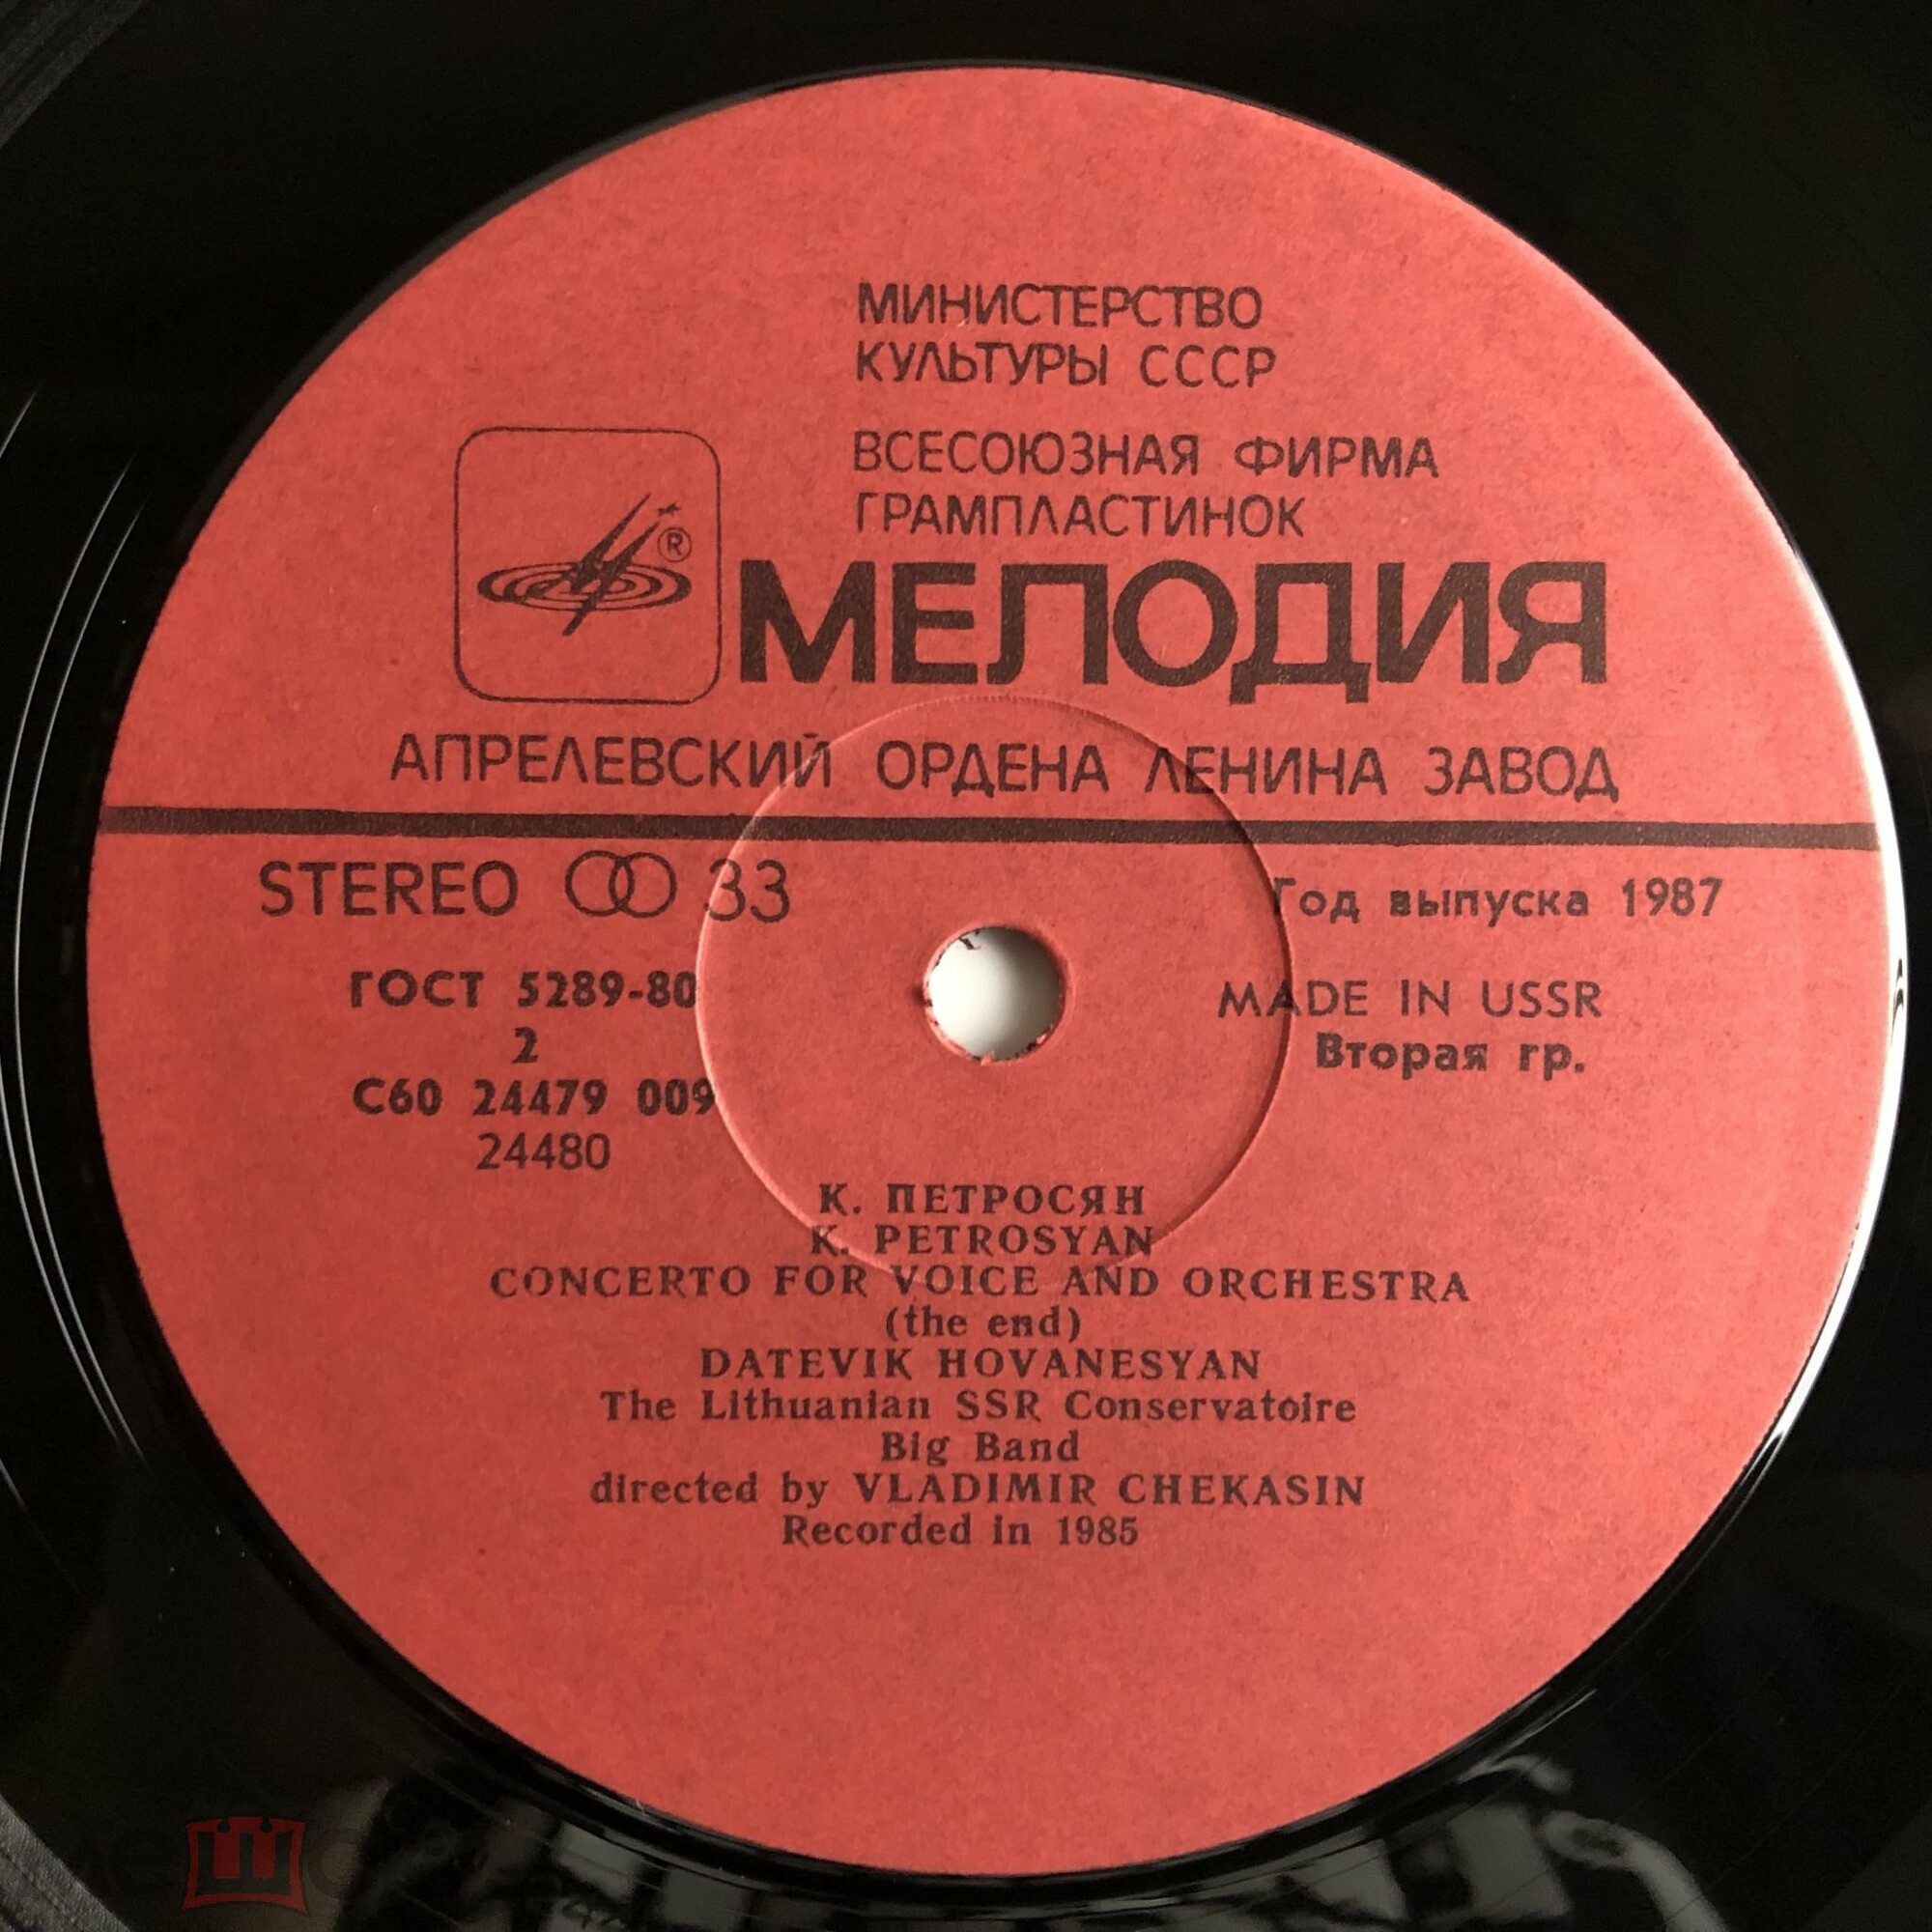 МИНИСТЕРСТВО
КУЛЬТУРЫ СССР
ВСЕСОЮЗНАЯ ФИРМА
ГРАМПЛАСТИНОК
®
МЕЛОДИЯ
АПРЕЛЕВСКИЙ ОРДЕНА ЛЕНИНА ЗАВОД
STEREO 33
Год выпуска 1987
ГОСТ 5289-80
MADE IN USSR
2
Вторая гр.
С60 24479 009
24480
К. ПЕТРОСЯН
K. PETROSYAN
CONCERTO FOR VOICE AND ORCHESTRA
(the end)
DATEVIK HOVANESYAN
The Lithuanian SSR Conservatoire
Big Band
directed by VLADIMIR CHEKASIN
Recorded in 1985